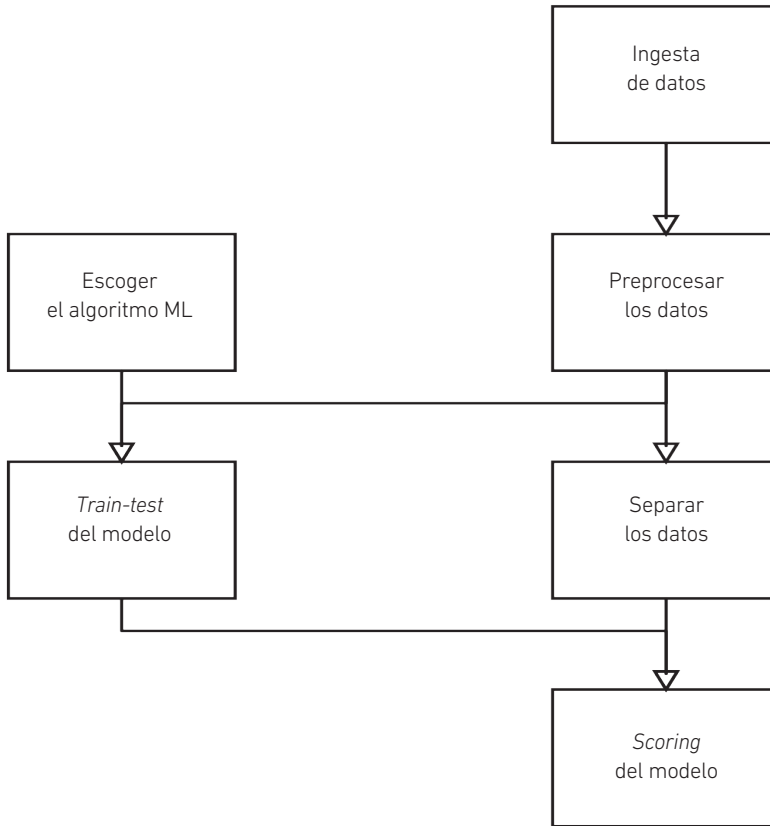 Ingesta
de datos
Escoger
el algoritmo ML
Preprocesar
los datos
Train-test
del modelo
Separar
los datos
Scoring
del modelo